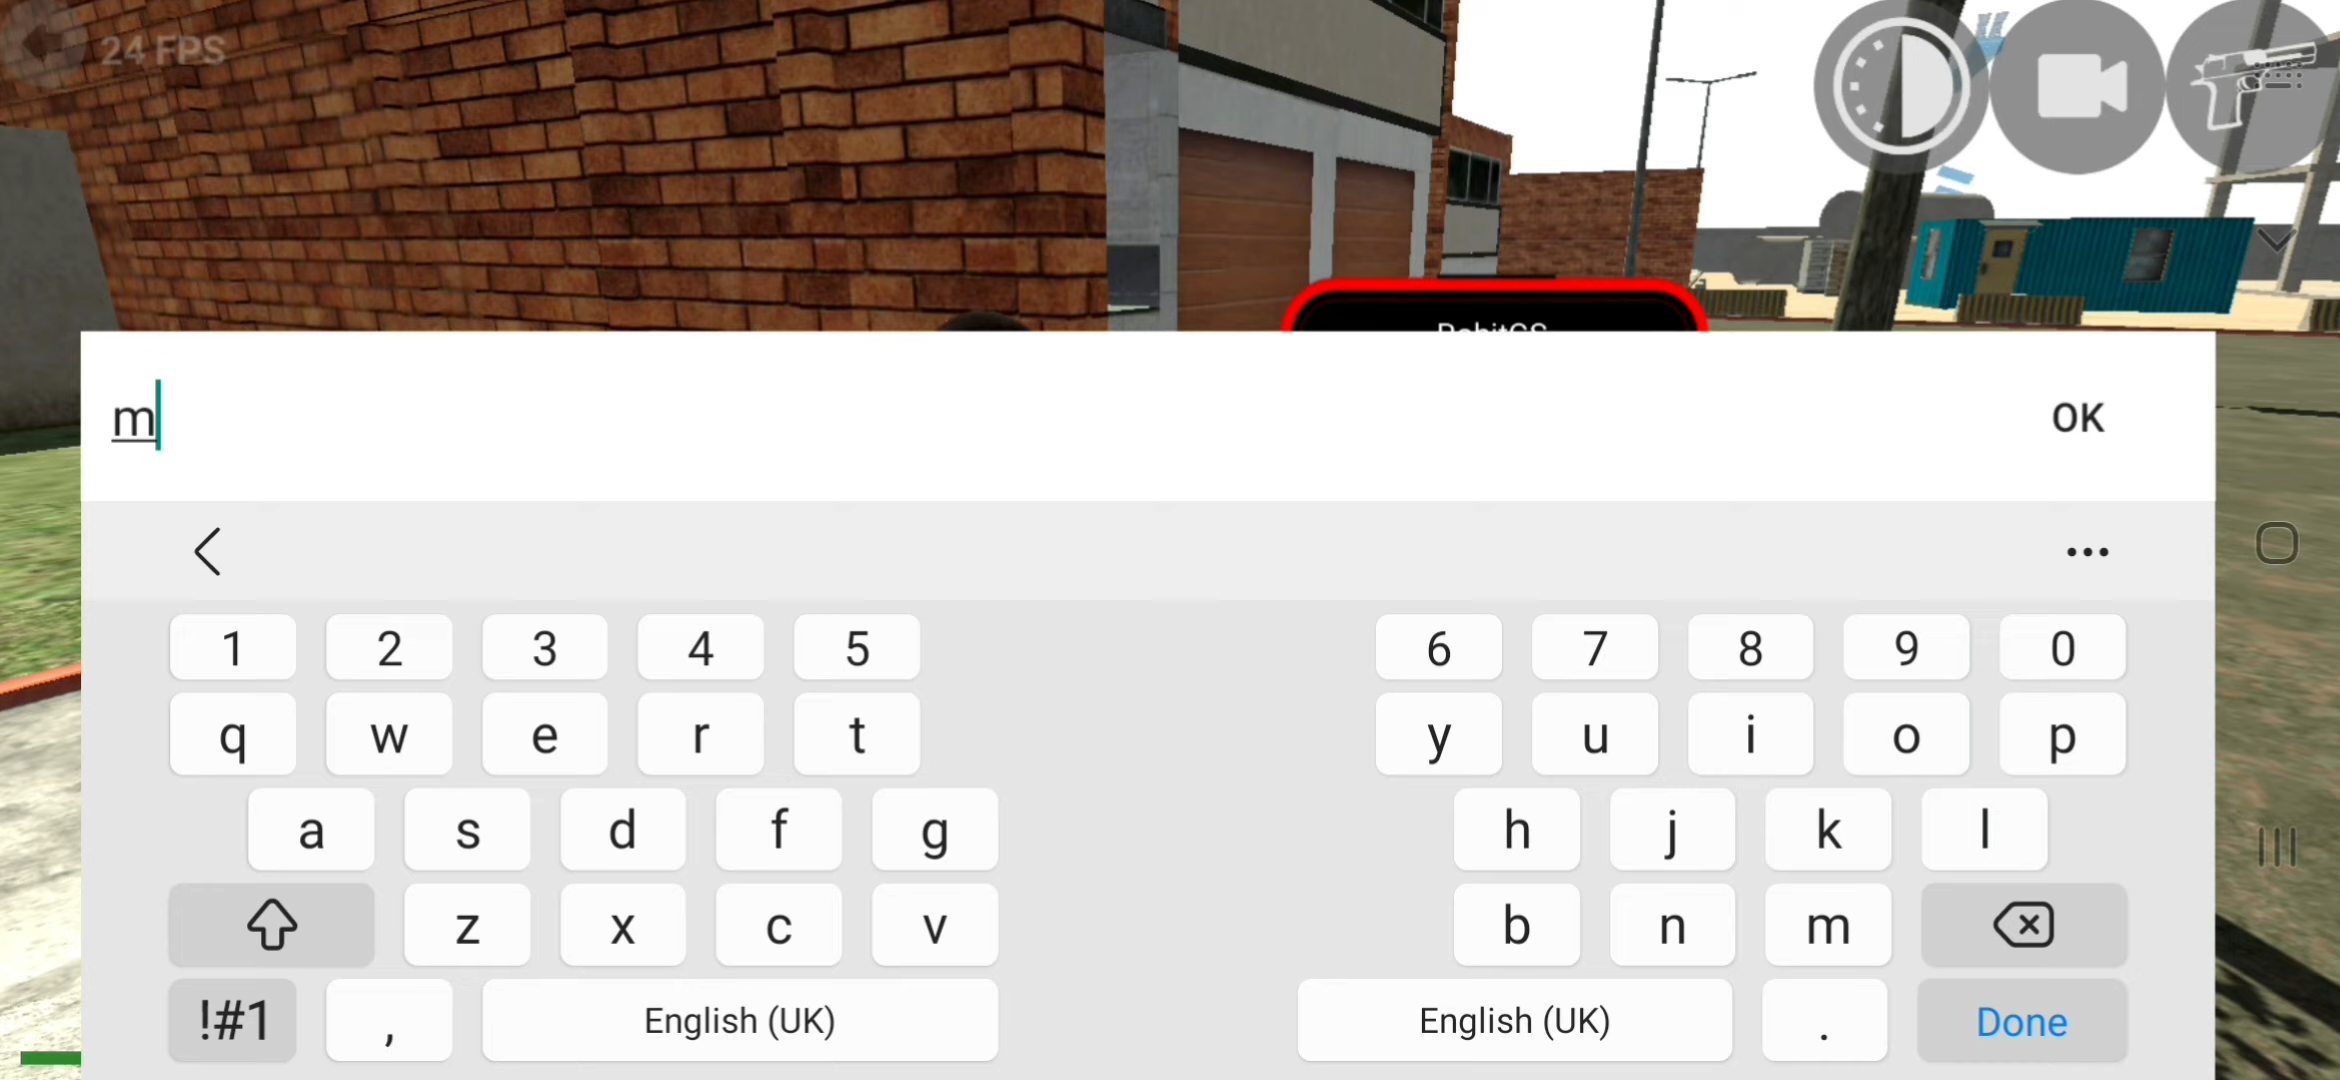 24 FPS
RobitGS
m
OK
1 2 3 4 5 6 7 8 9 0
q w e r t y u i o p
a s d f g h j k l
z x c v b n m
!#1 , English (UK) English (UK) . Done